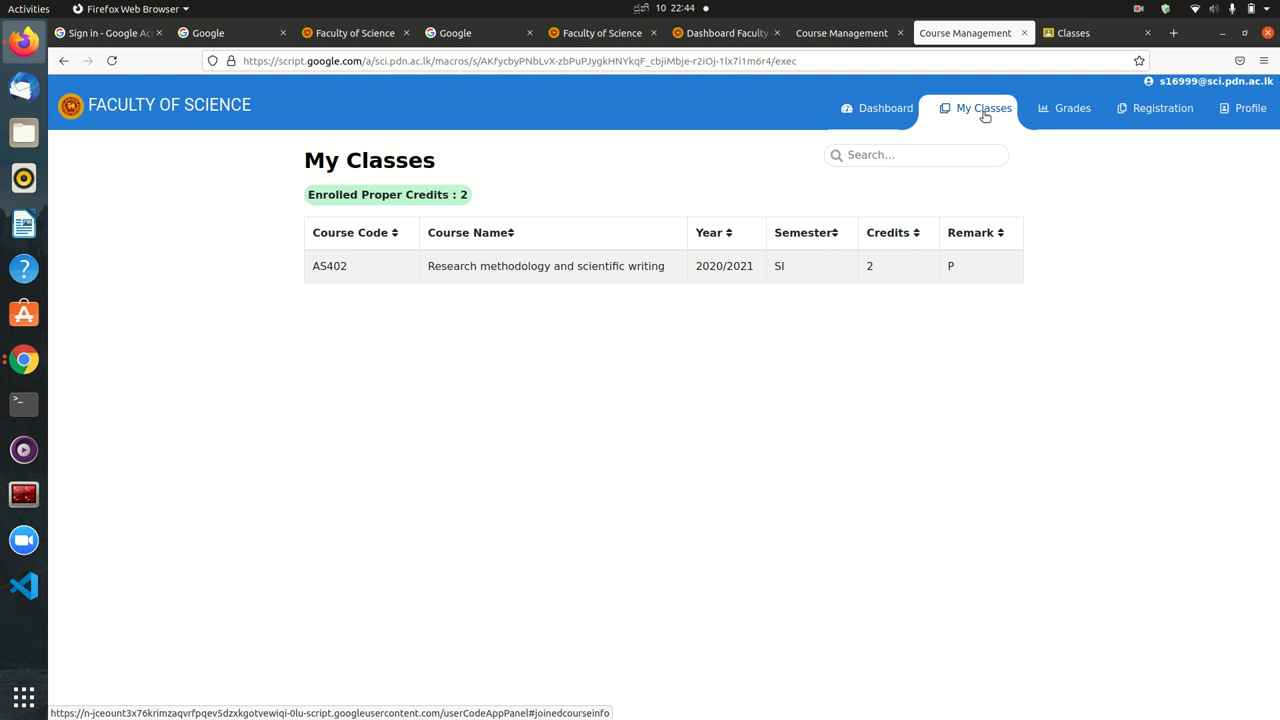 Activities Firefox Web Browser ප්‍රති 10 22:44
Sign in - Google Acc Google Faculty of Science Google Faculty of Science Dashboard Faculty Course Management Course Management Classes
https://script.google.com/a/sci.pdn.ac.lk/macros/s/AKfycbyPNbLvX-zbPuPJygkHNYkqF_cbjiMbje-r2iOJ-1lx7i1m6r4/exec
s16999@sci.pdn.ac.lk
FACULTY OF SCIENCE Dashboard My Classes Grades Registration Profile
My Classes Search...
Enrolled Proper Credits : 2
Course Code Course Name Year Semester Credits Remark
AS402 Research methodology and scientific writing 2020/2021 SI 2 P
https://n-jceount3x76krimzaqvrfpqev5dzxkgotvewiqi-0lu-script.googleusercontent.com/userCodeAppPanel#joinedcourseinfo